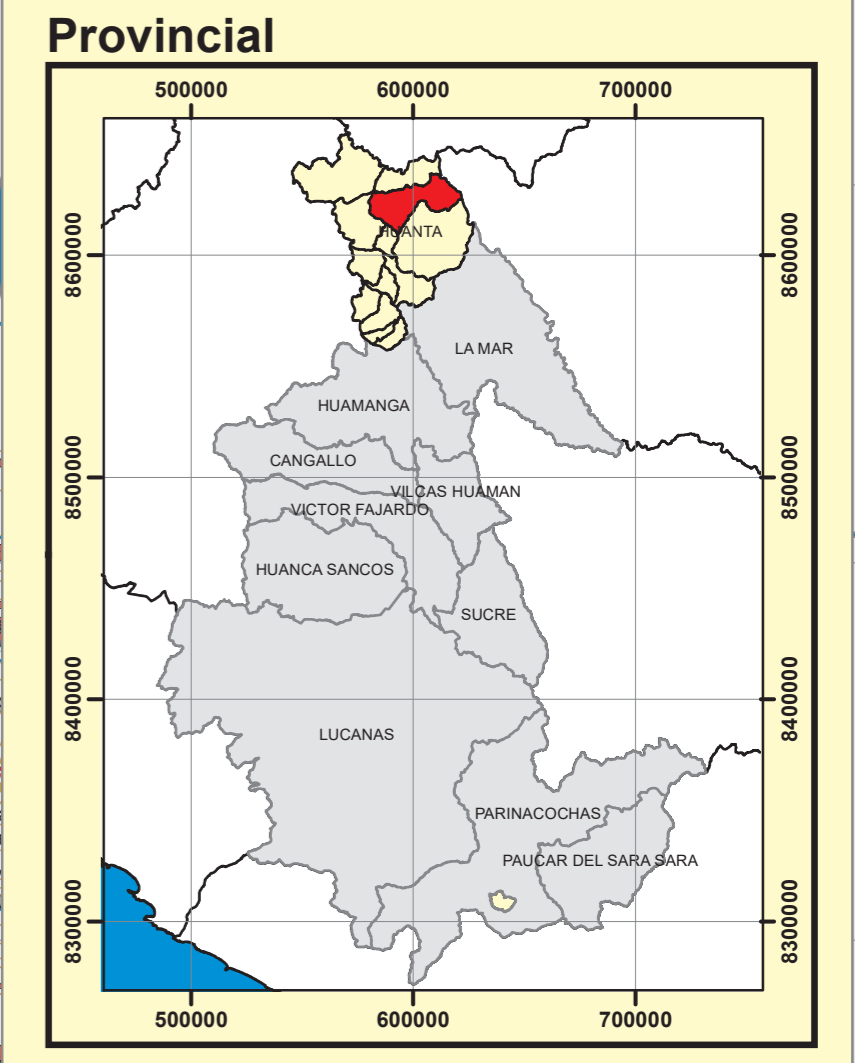 Provincial
500000 600000 700000
HUANTA
8600000 8600000
LA MAR
HUAMANGA
CANGALLO
8500000 8500000
VILCAS HUAMAN
VICTOR FAJARDO
HUANCA SANCOS
SUCRE
8400000 8400000
LUCANAS
PARINACOCHAS
PAUCAR DEL SARA SARA
8300000 8300000
500000 600000 700000